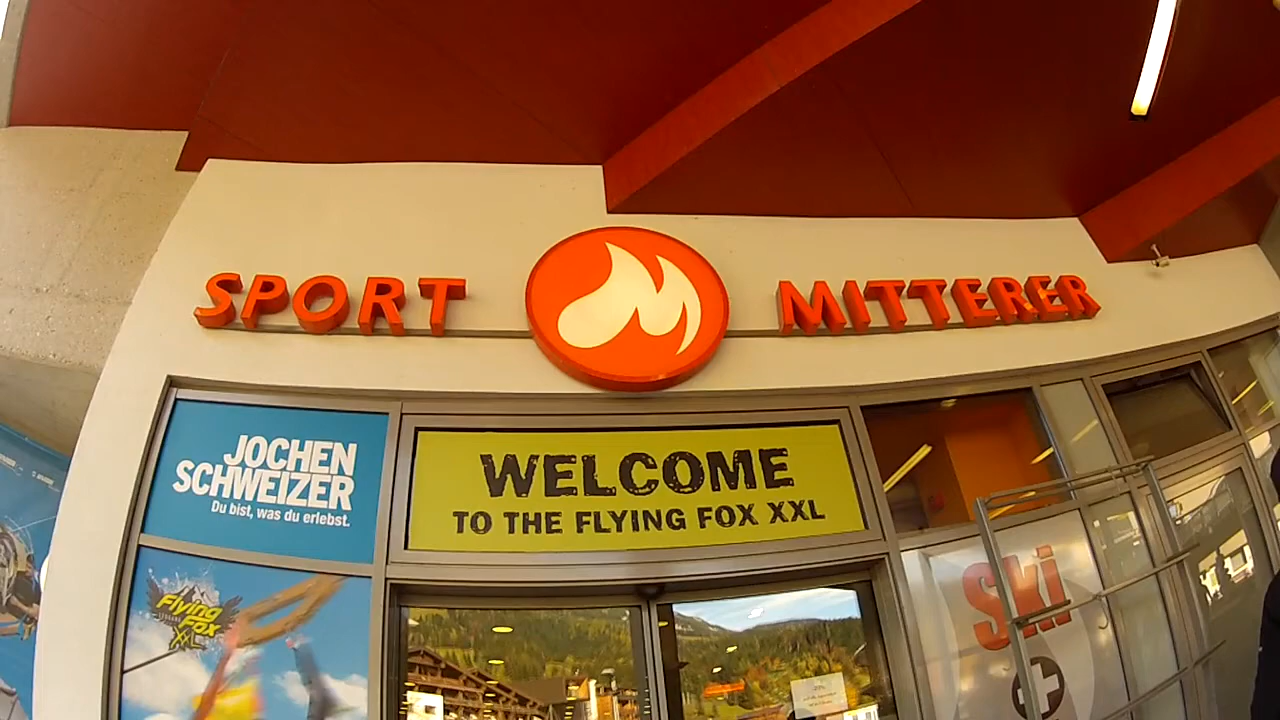 SPORT MITTERER
JOCHEN
SCHWEIZER
Du bist, was du erlebst.
WELCOME
TO THE FLYING FOX XXL
Flying
Fox
XXL
Ski